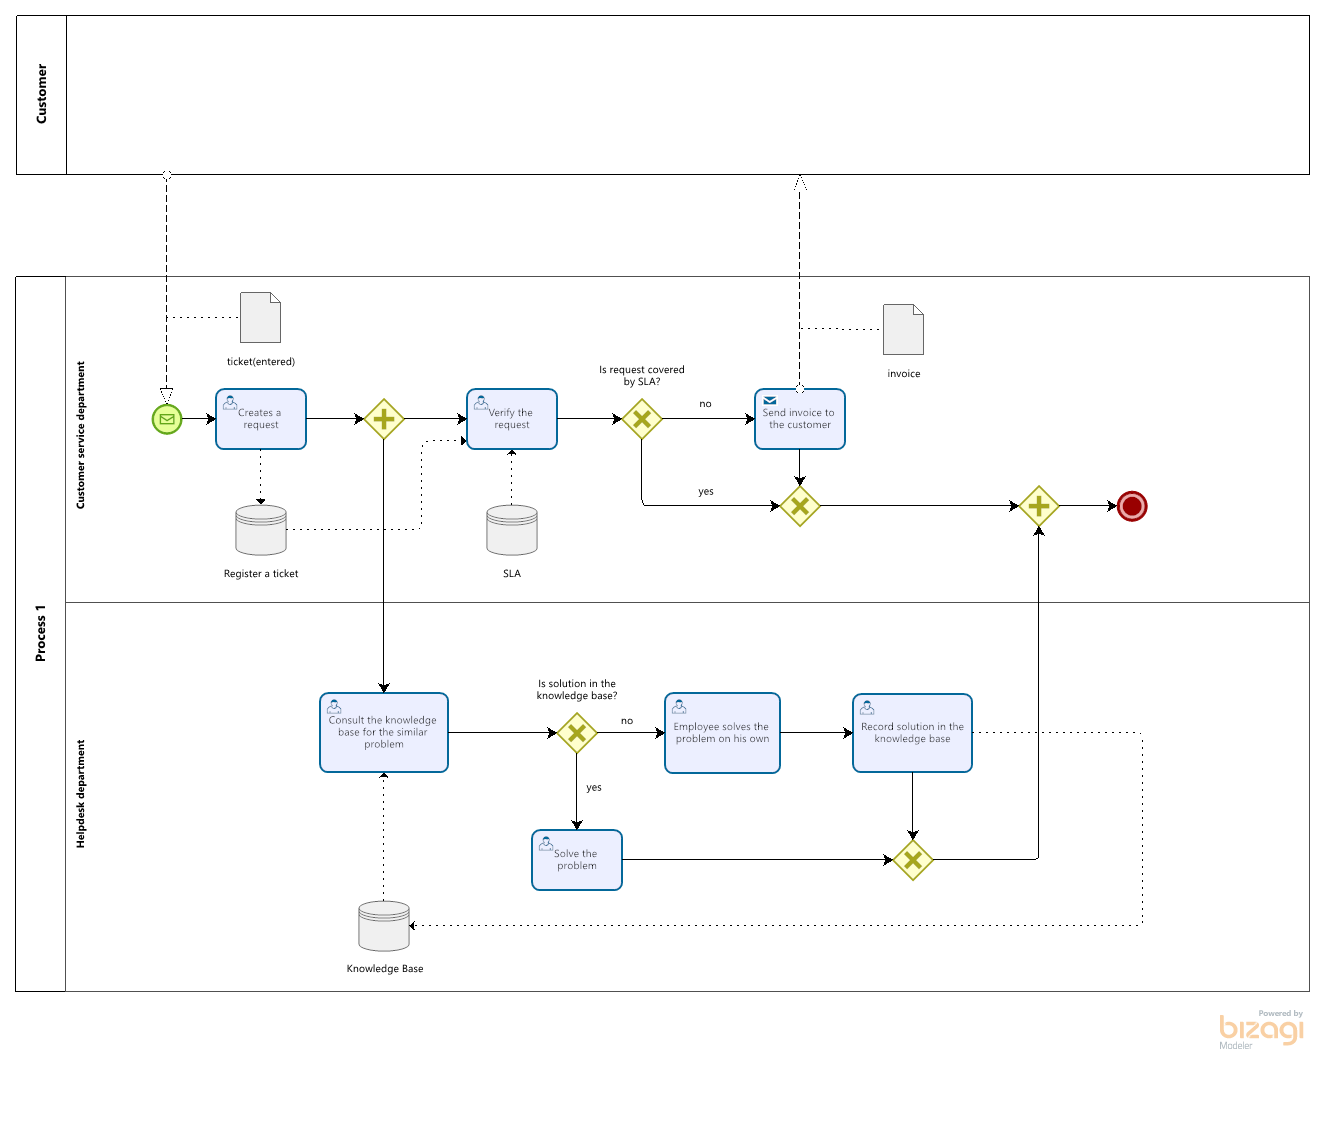 Customer
ticket(entered)
invoice
Is request covered
by SLA?
Customer service department
Creates a
request
Verify the
request
no
Send invoice to
the customer
yes
Register a ticket
SLA
Process 1
Helpdesk department
Is solution in the
knowledge base?
Consult the knowledge
base for the similar
problem
no
Employee solves the
problem on his own
Record solution in the
knowledge base
yes
Solve the
problem
Knowledge Base
Powered by
bizagi
Modeler